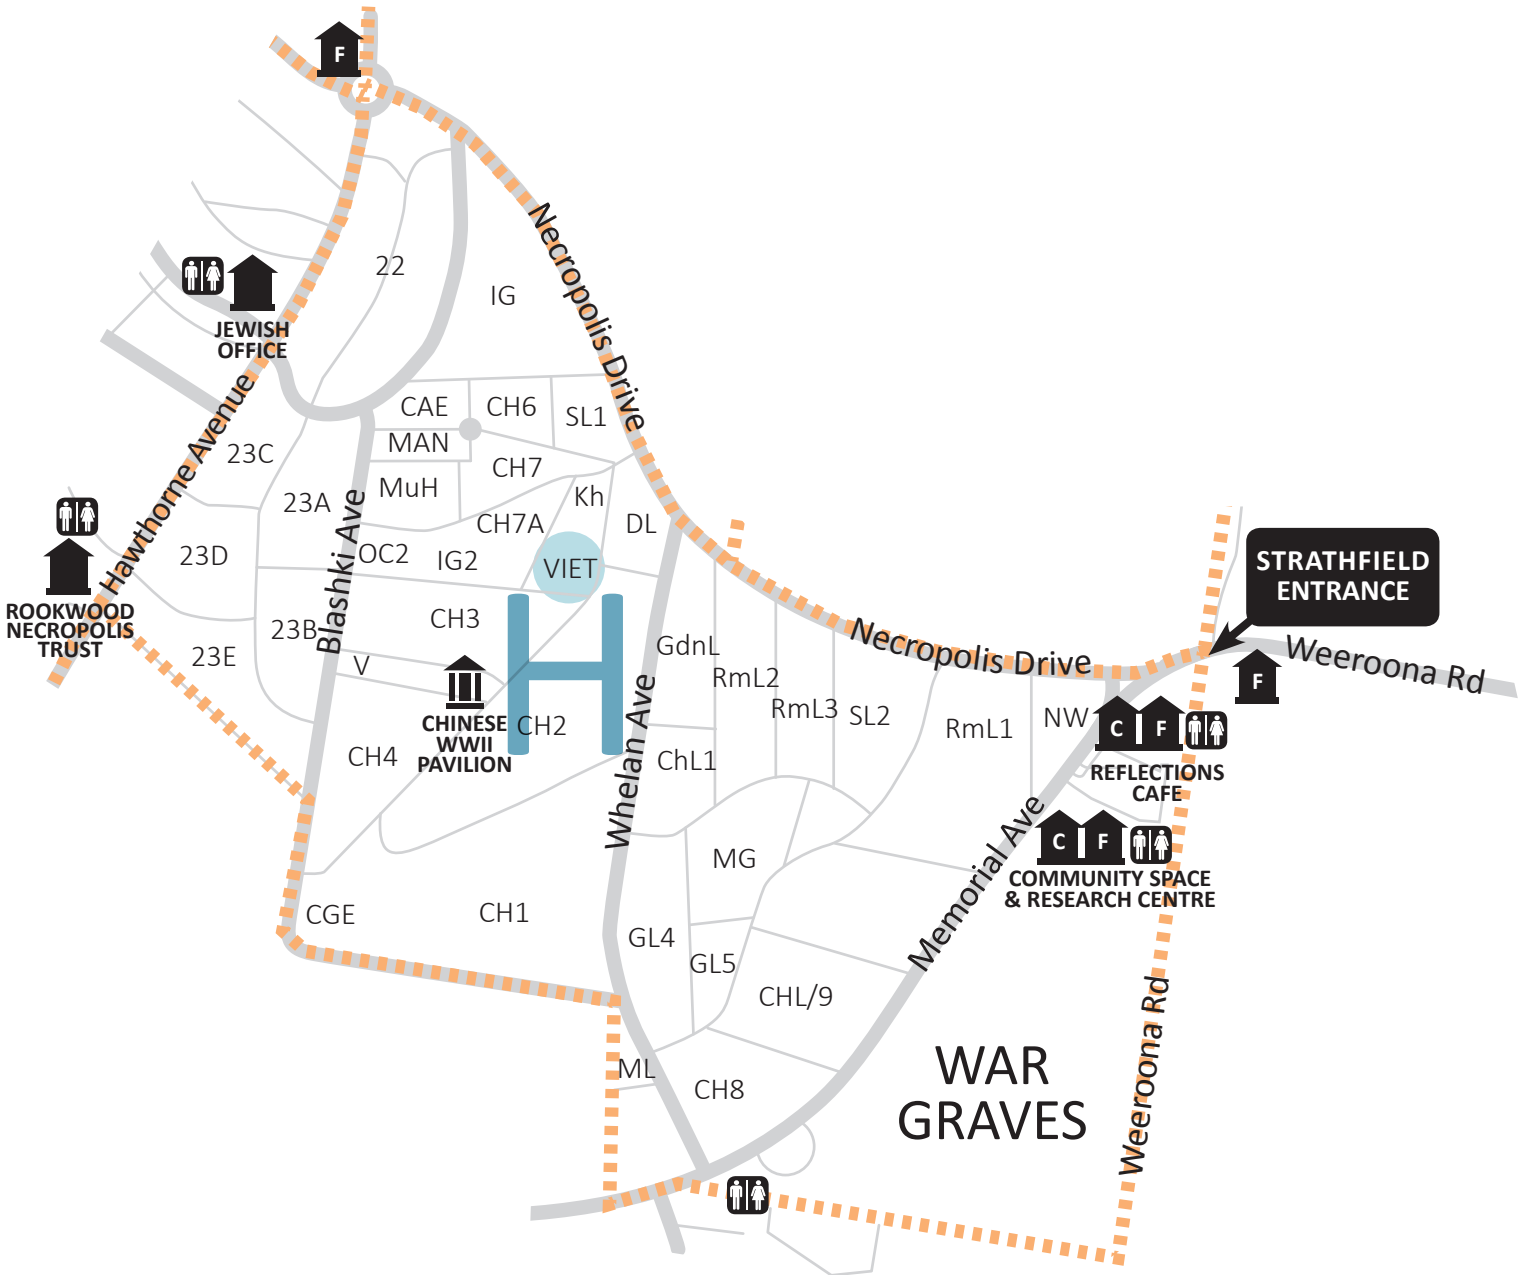 F
Necropolis Drive
22
IG
JEWISH
OFFICE
Hawthorne Avenue
CAE
CH6
SL1
MAN
23C
CH7
MuH
Kh
23A
CH7A
DL
Blashki Ave
OC2
IG2
VIET
23D
STRATHFIELD
ENTRANCE
ROOKWOOD
NECROPOLIS
TRUST
23B
CH3
23E
V
GdnL
Necropolis Drive
Weeroona Rd
RmL2
F
RmL3
SL2
RmL1
NW
H
CH2
CHINESE
WWII
PAVILION
CH4
Whelan Ave
ChL1
C
F
REFLECTIONS
CAFE
Memorial Ave
MG
C
F
COMMUNITY SPACE
& RESEARCH CENTRE
CGE
CH1
GL4
GL5
CHL/9
Weeroona Rd
WAR
GRAVES
ML
CH8